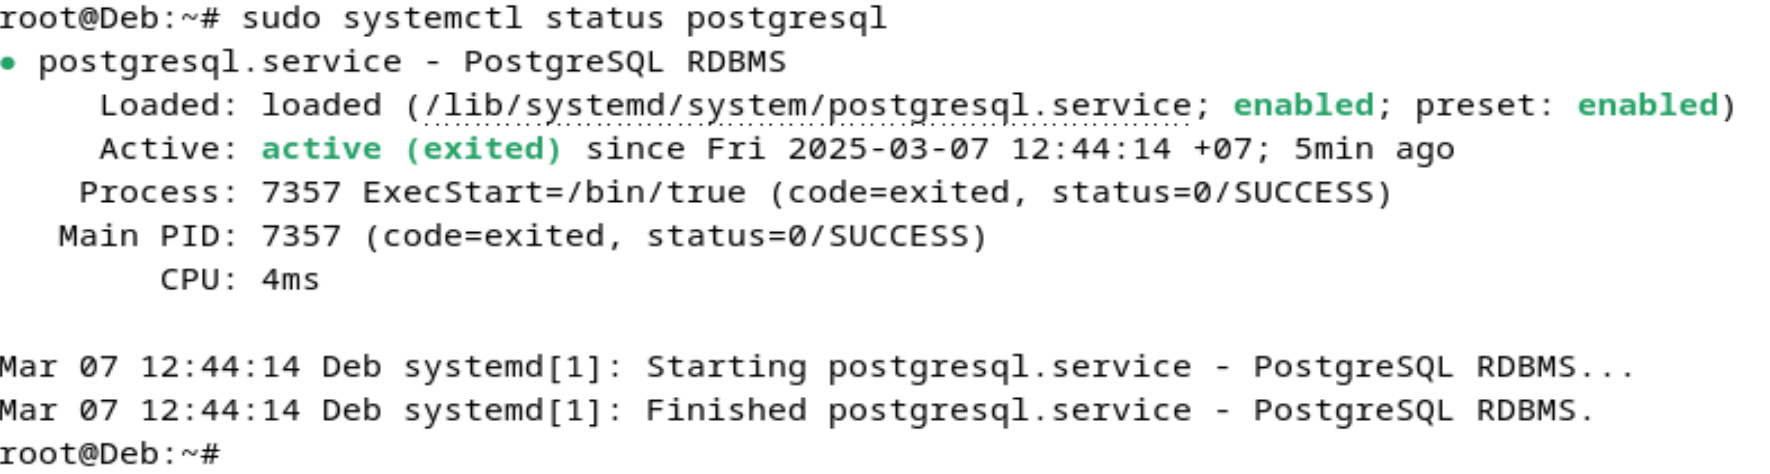 root@Deb:~# sudo systemctl status postgresql
● postgresql.service - PostgreSQL RDBMS
     Loaded: loaded (/lib/systemd/system/postgresql.service; enabled; preset: enabled)
     Active: active (exited) since Fri 2025-03-07 12:44:14 +07; 5min ago
    Process: 7357 ExecStart=/bin/true (code=exited, status=0/SUCCESS)
   Main PID: 7357 (code=exited, status=0/SUCCESS)
        CPU: 4ms

Mar 07 12:44:14 Deb systemd[1]: Starting postgresql.service - PostgreSQL RDBMS...
Mar 07 12:44:14 Deb systemd[1]: Finished postgresql.service - PostgreSQL RDBMS.
root@Deb:~#